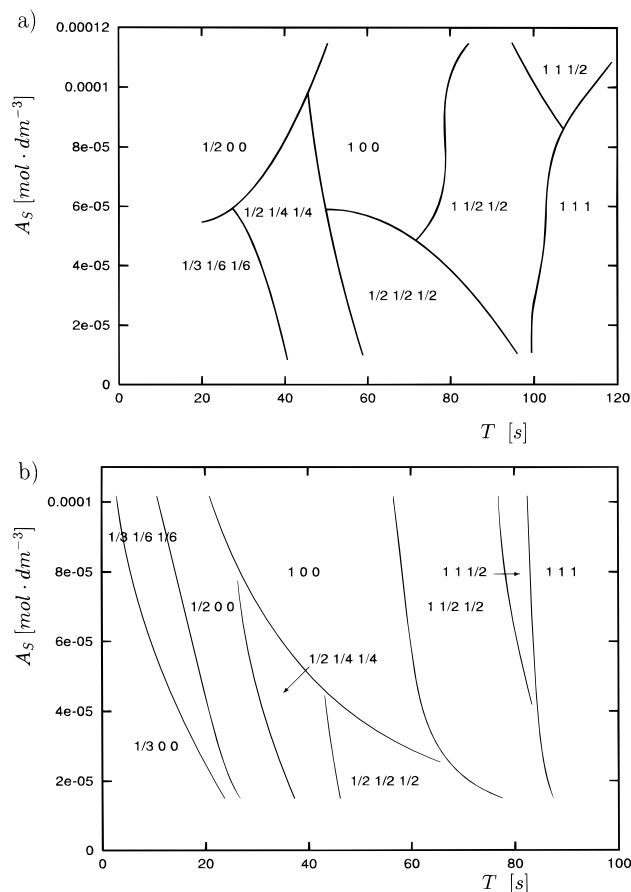 a)
0.00012
0.0001
8e-05
6e-05
4e-05
2e-05
0
A_S [mol · dm⁻³]
1/2 0 0
1 0 0
1 1 1/2
1/2 1/4 1/4
1 1/2 1/2
1 1 1
1/3 1/6 1/6
1/2 1/2 1/2
0 20 40 60 80 100 120
T [s]
b)
0.0001
8e-05
6e-05
4e-05
2e-05
0
A_S [mol · dm⁻³]
1/3 1/6 1/6
1 0 0
1 1 1/2
1 1 1
1/2 0 0
1 1/2 1/2
1/2 1/4 1/4
1/3 0 0
1/2 1/2 1/2
0 20 40 60 80 100
T [s]